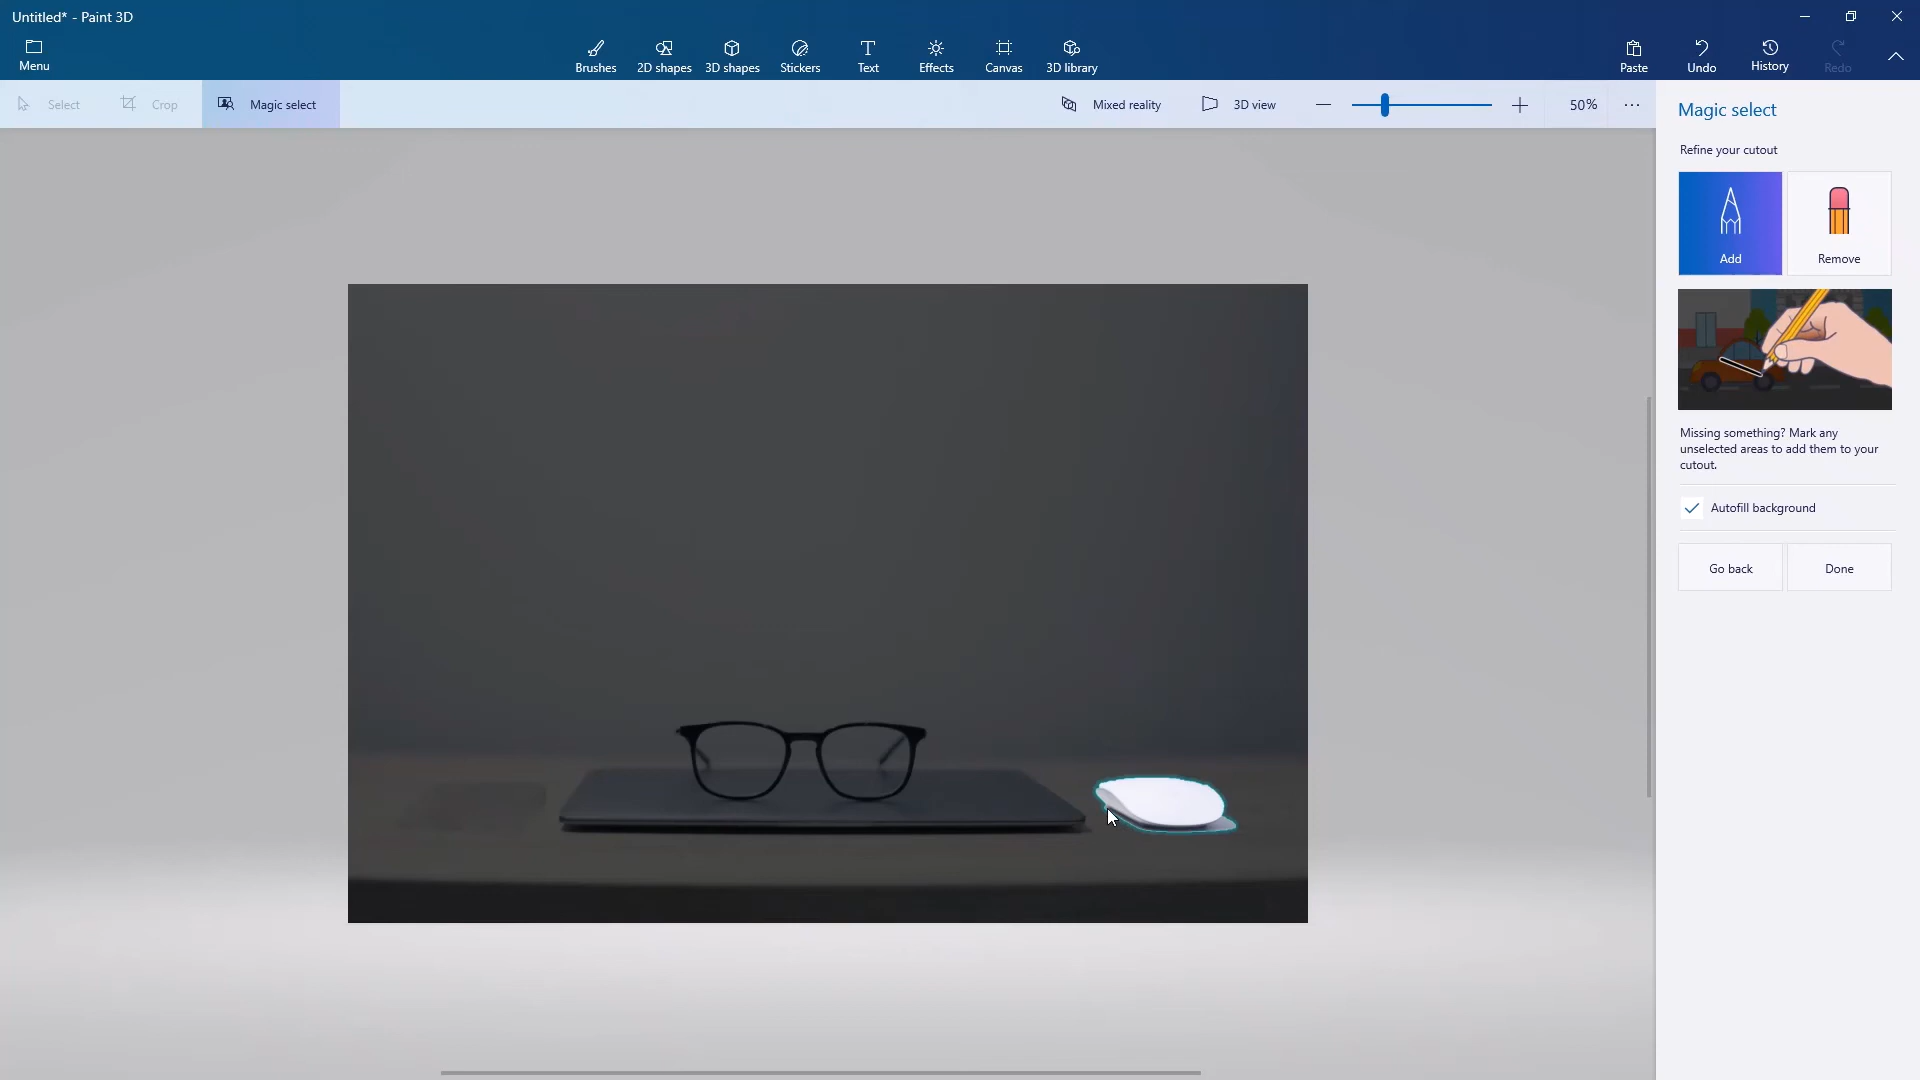 Untitled* - Paint 3D
Menu
Brushes
2D shapes
3D shapes
Stickers
Text
Effects
Canvas
3D library
Paste
Undo
History
Redo
Select
Crop
Magic select
Mixed reality
3D view
50%
Magic select
Refine your cutout
Add
Remove
Missing something? Mark any
unselected areas to add them to your
cutout.
Autofill background
Go back
Done